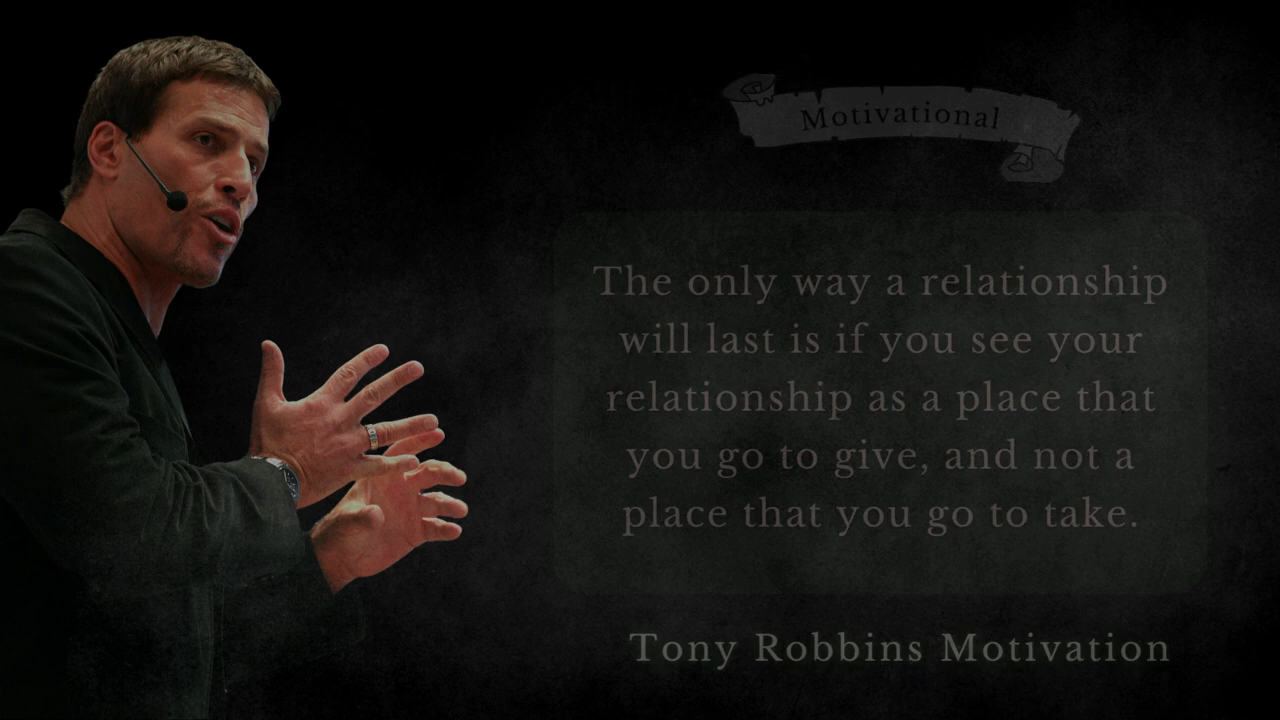 Motivational
The only way a relationship
will last is if you see your
relationship as a place that
you go to give, and not a
place that you go to take.
Tony Robbins Motivation